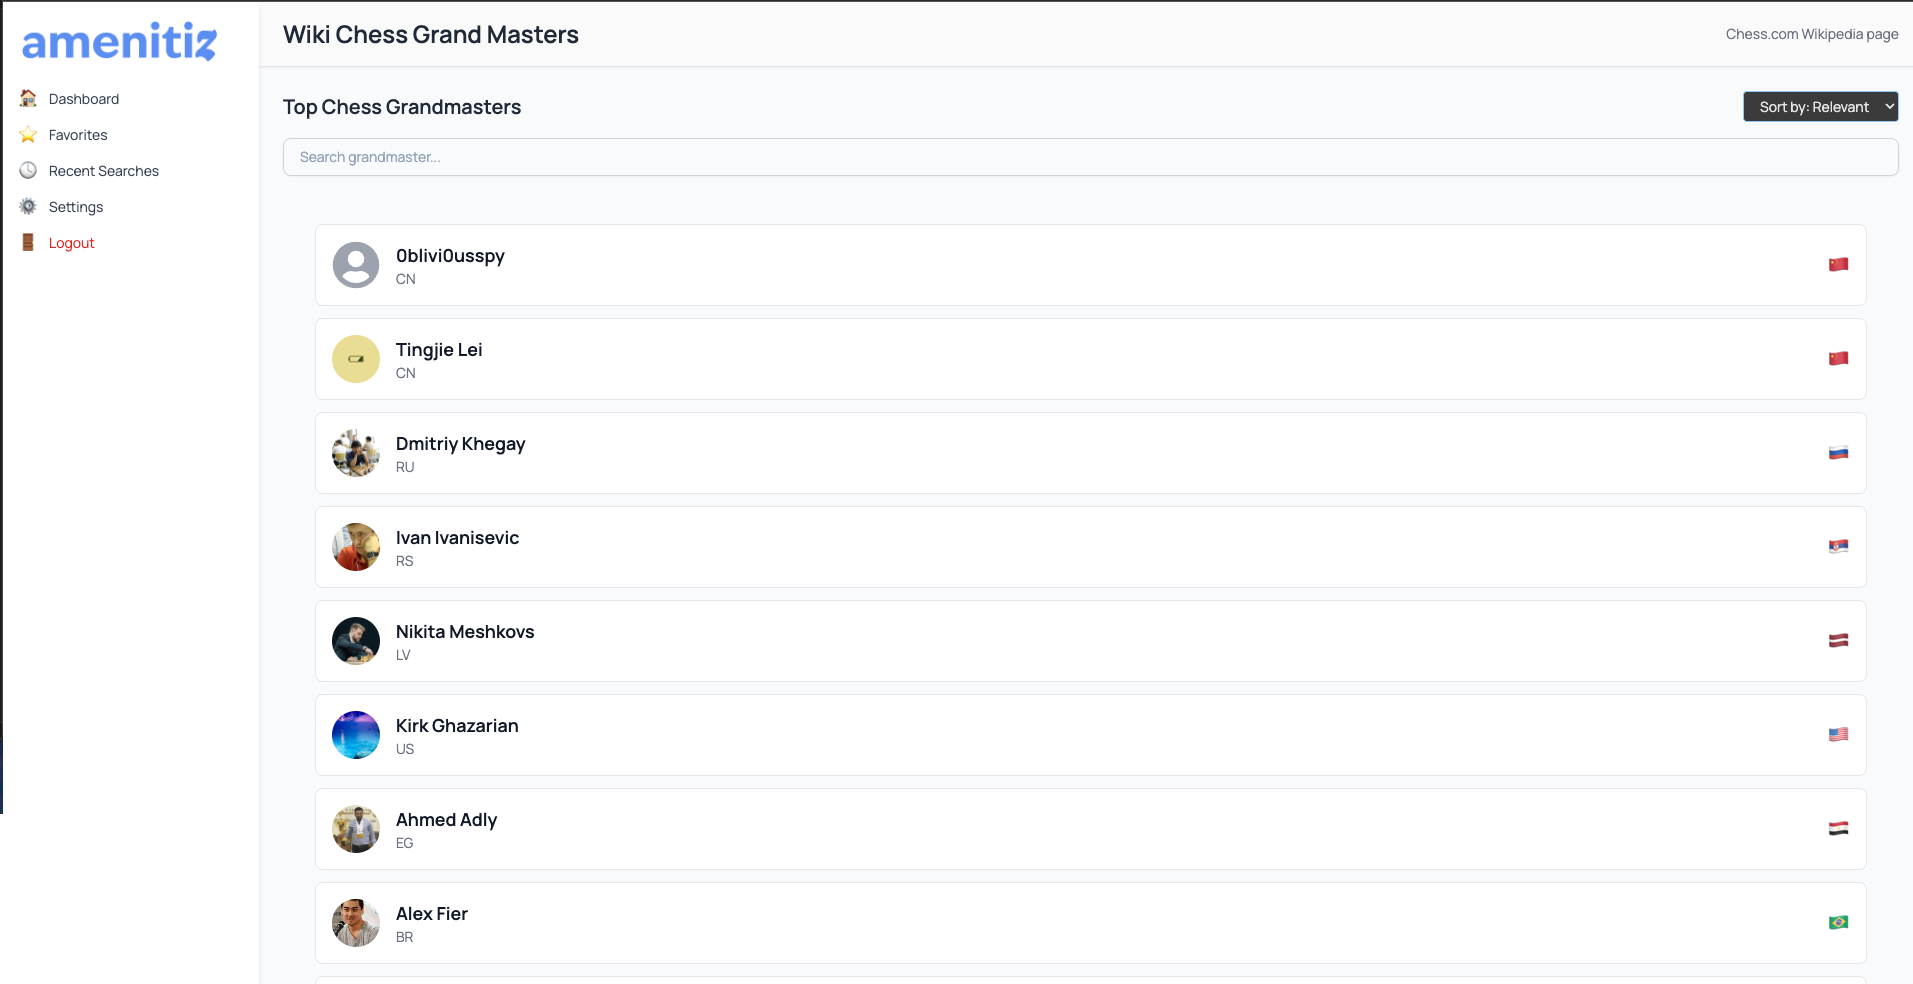 amenitiz
Dashboard
Favorites
Recent Searches
Settings
Logout
Wiki Chess Grand Masters
Chess.com Wikipedia page
Top Chess Grandmasters
Sort by: Relevant
Search grandmaster...
0blivi0usspy
CN
Tingjie Lei
CN
Dmitriy Khegay
RU
Ivan Ivanisevic
RS
Nikita Meshkovs
LV
Kirk Ghazarian
US
Ahmed Adly
EG
Alex Fier
BR